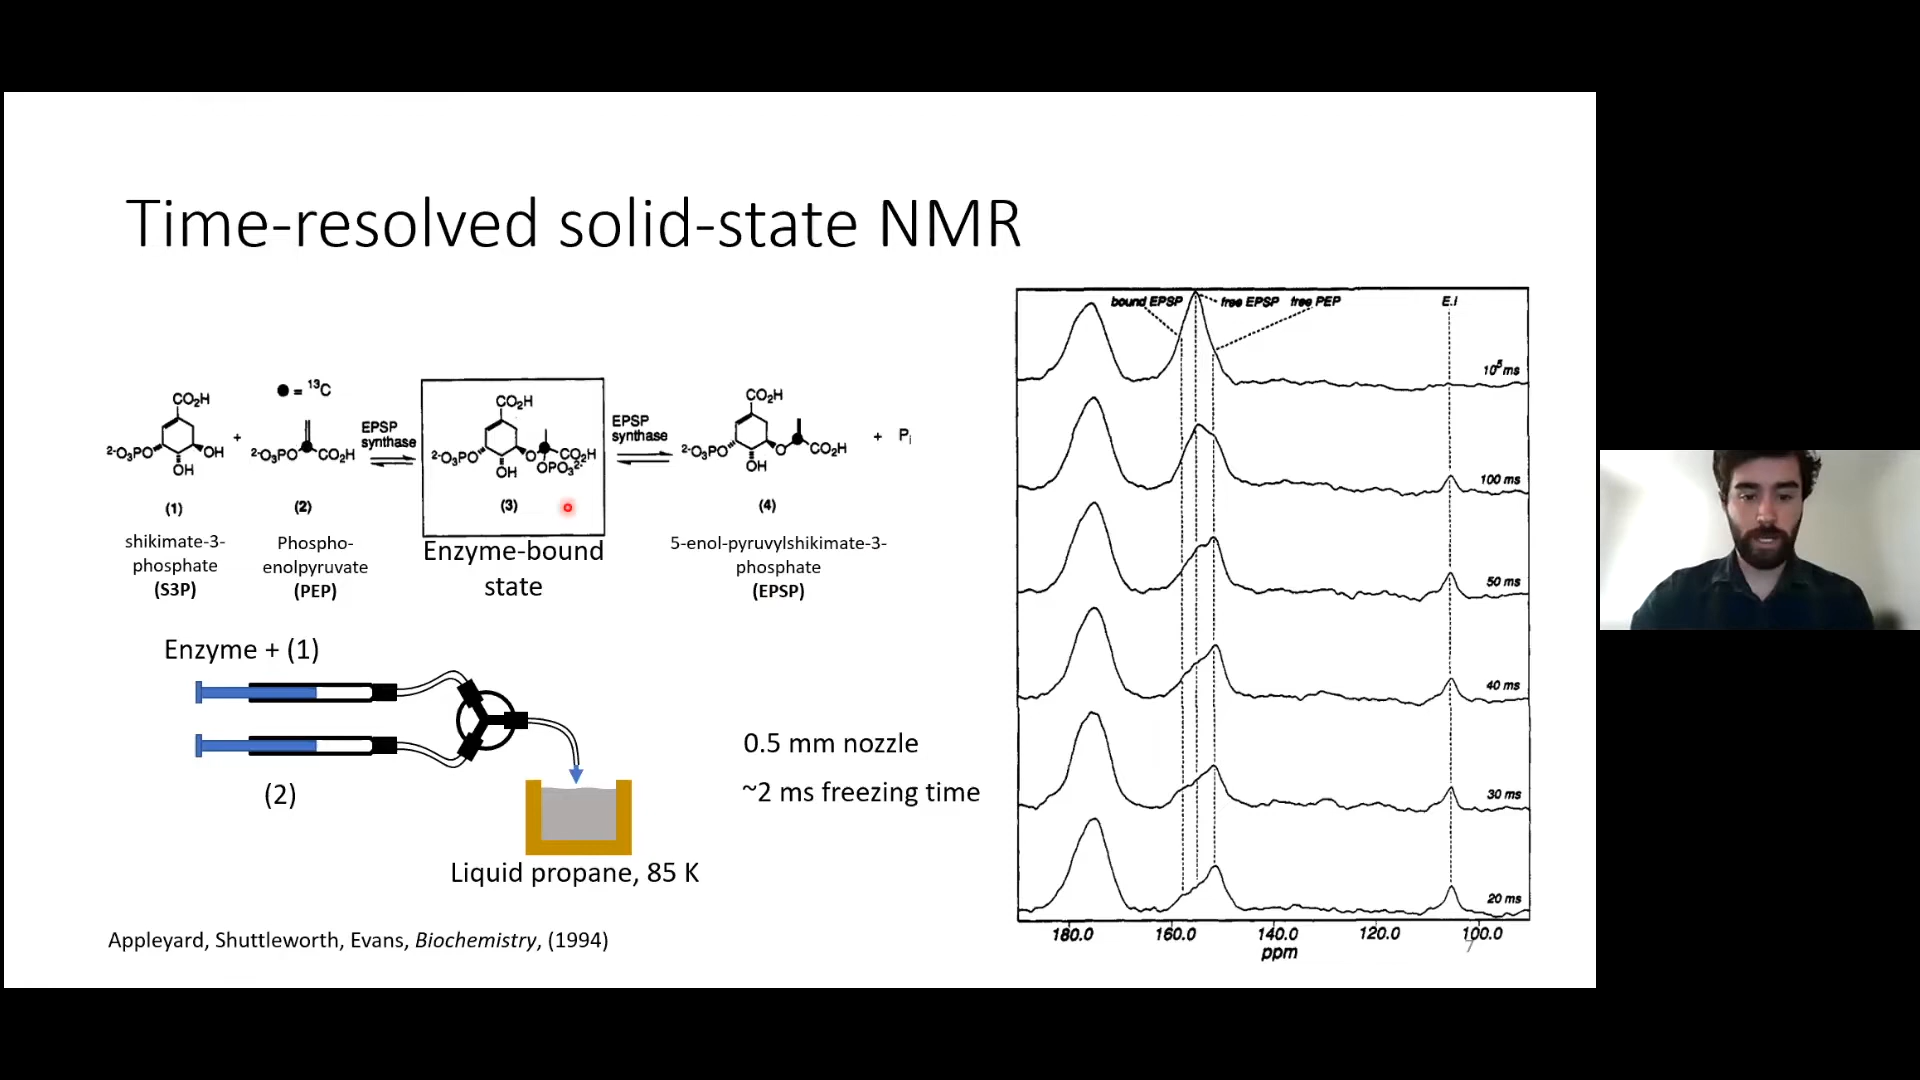 Time-resolved solid-state NMR
● = ¹³C
CO₂H
²⁻O₃PO
OH
OH
(1)
+
²⁻O₃PO
CO₂H
(2)
EPSP
synthase
CO₂H
²⁻O₃PO
OH
O
CO₂H
OPO₃²⁻
(3)
EPSP
synthase
CO₂H
²⁻O₃PO
OH
O
CO₂H
(4)
+ Pᵢ
shikimate-3-
phosphate
(S3P)
Phospho-
enolpyruvate
(PEP)
Enzyme-bound
state
5-enol-pyruvylshikimate-3-
phosphate
(EPSP)
Enzyme + (1)
(2)
0.5 mm nozzle
~2 ms freezing time
Liquid propane, 85 K
Appleyard, Shuttleworth, Evans, Biochemistry, (1994)
bound EPSP free EPSP free PEP E.I
10⁵ ms
100 ms
50 ms
40 ms
30 ms
20 ms
180.0 160.0 140.0 120.0 100.0
ppm
7